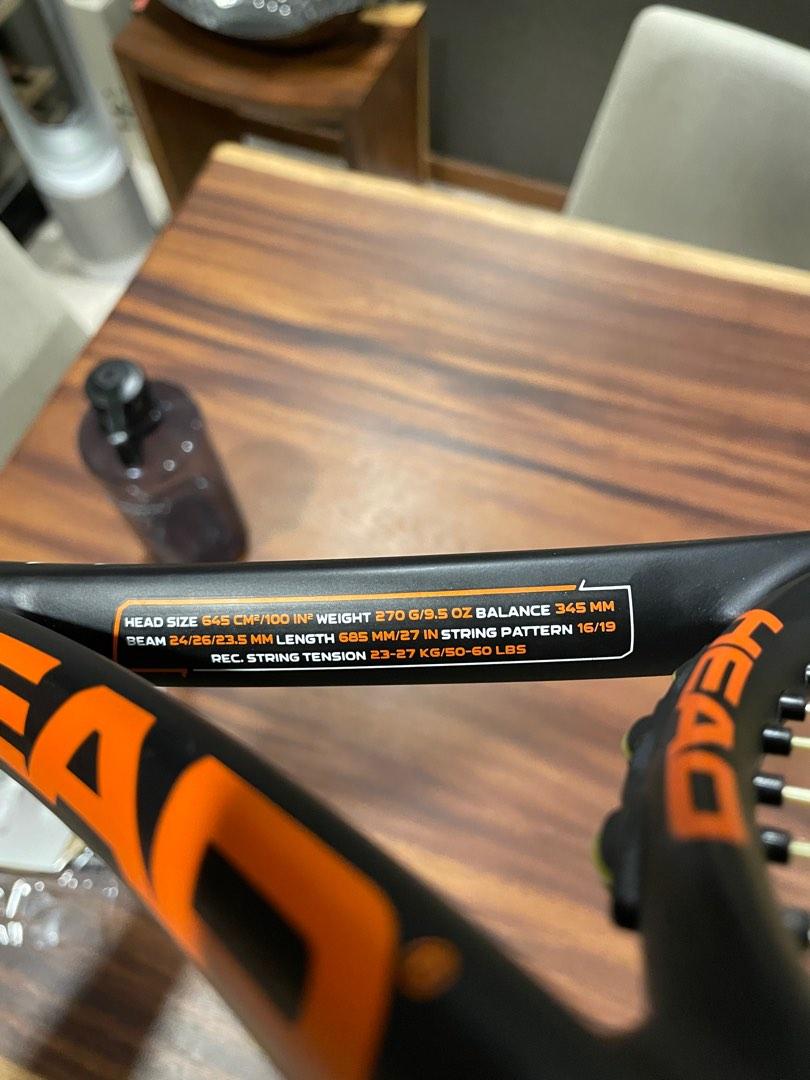 HEAD SIZE 645 CM²/100 IN² WEIGHT 270 G/9.5 OZ BALANCE 345 MM
BEAM 24/26/23.5 MM LENGTH 685 MM/27 IN STRING PATTERN 16/19
REC. STRING TENSION 23-27 KG/50-60 LBS
HEAD
EAD